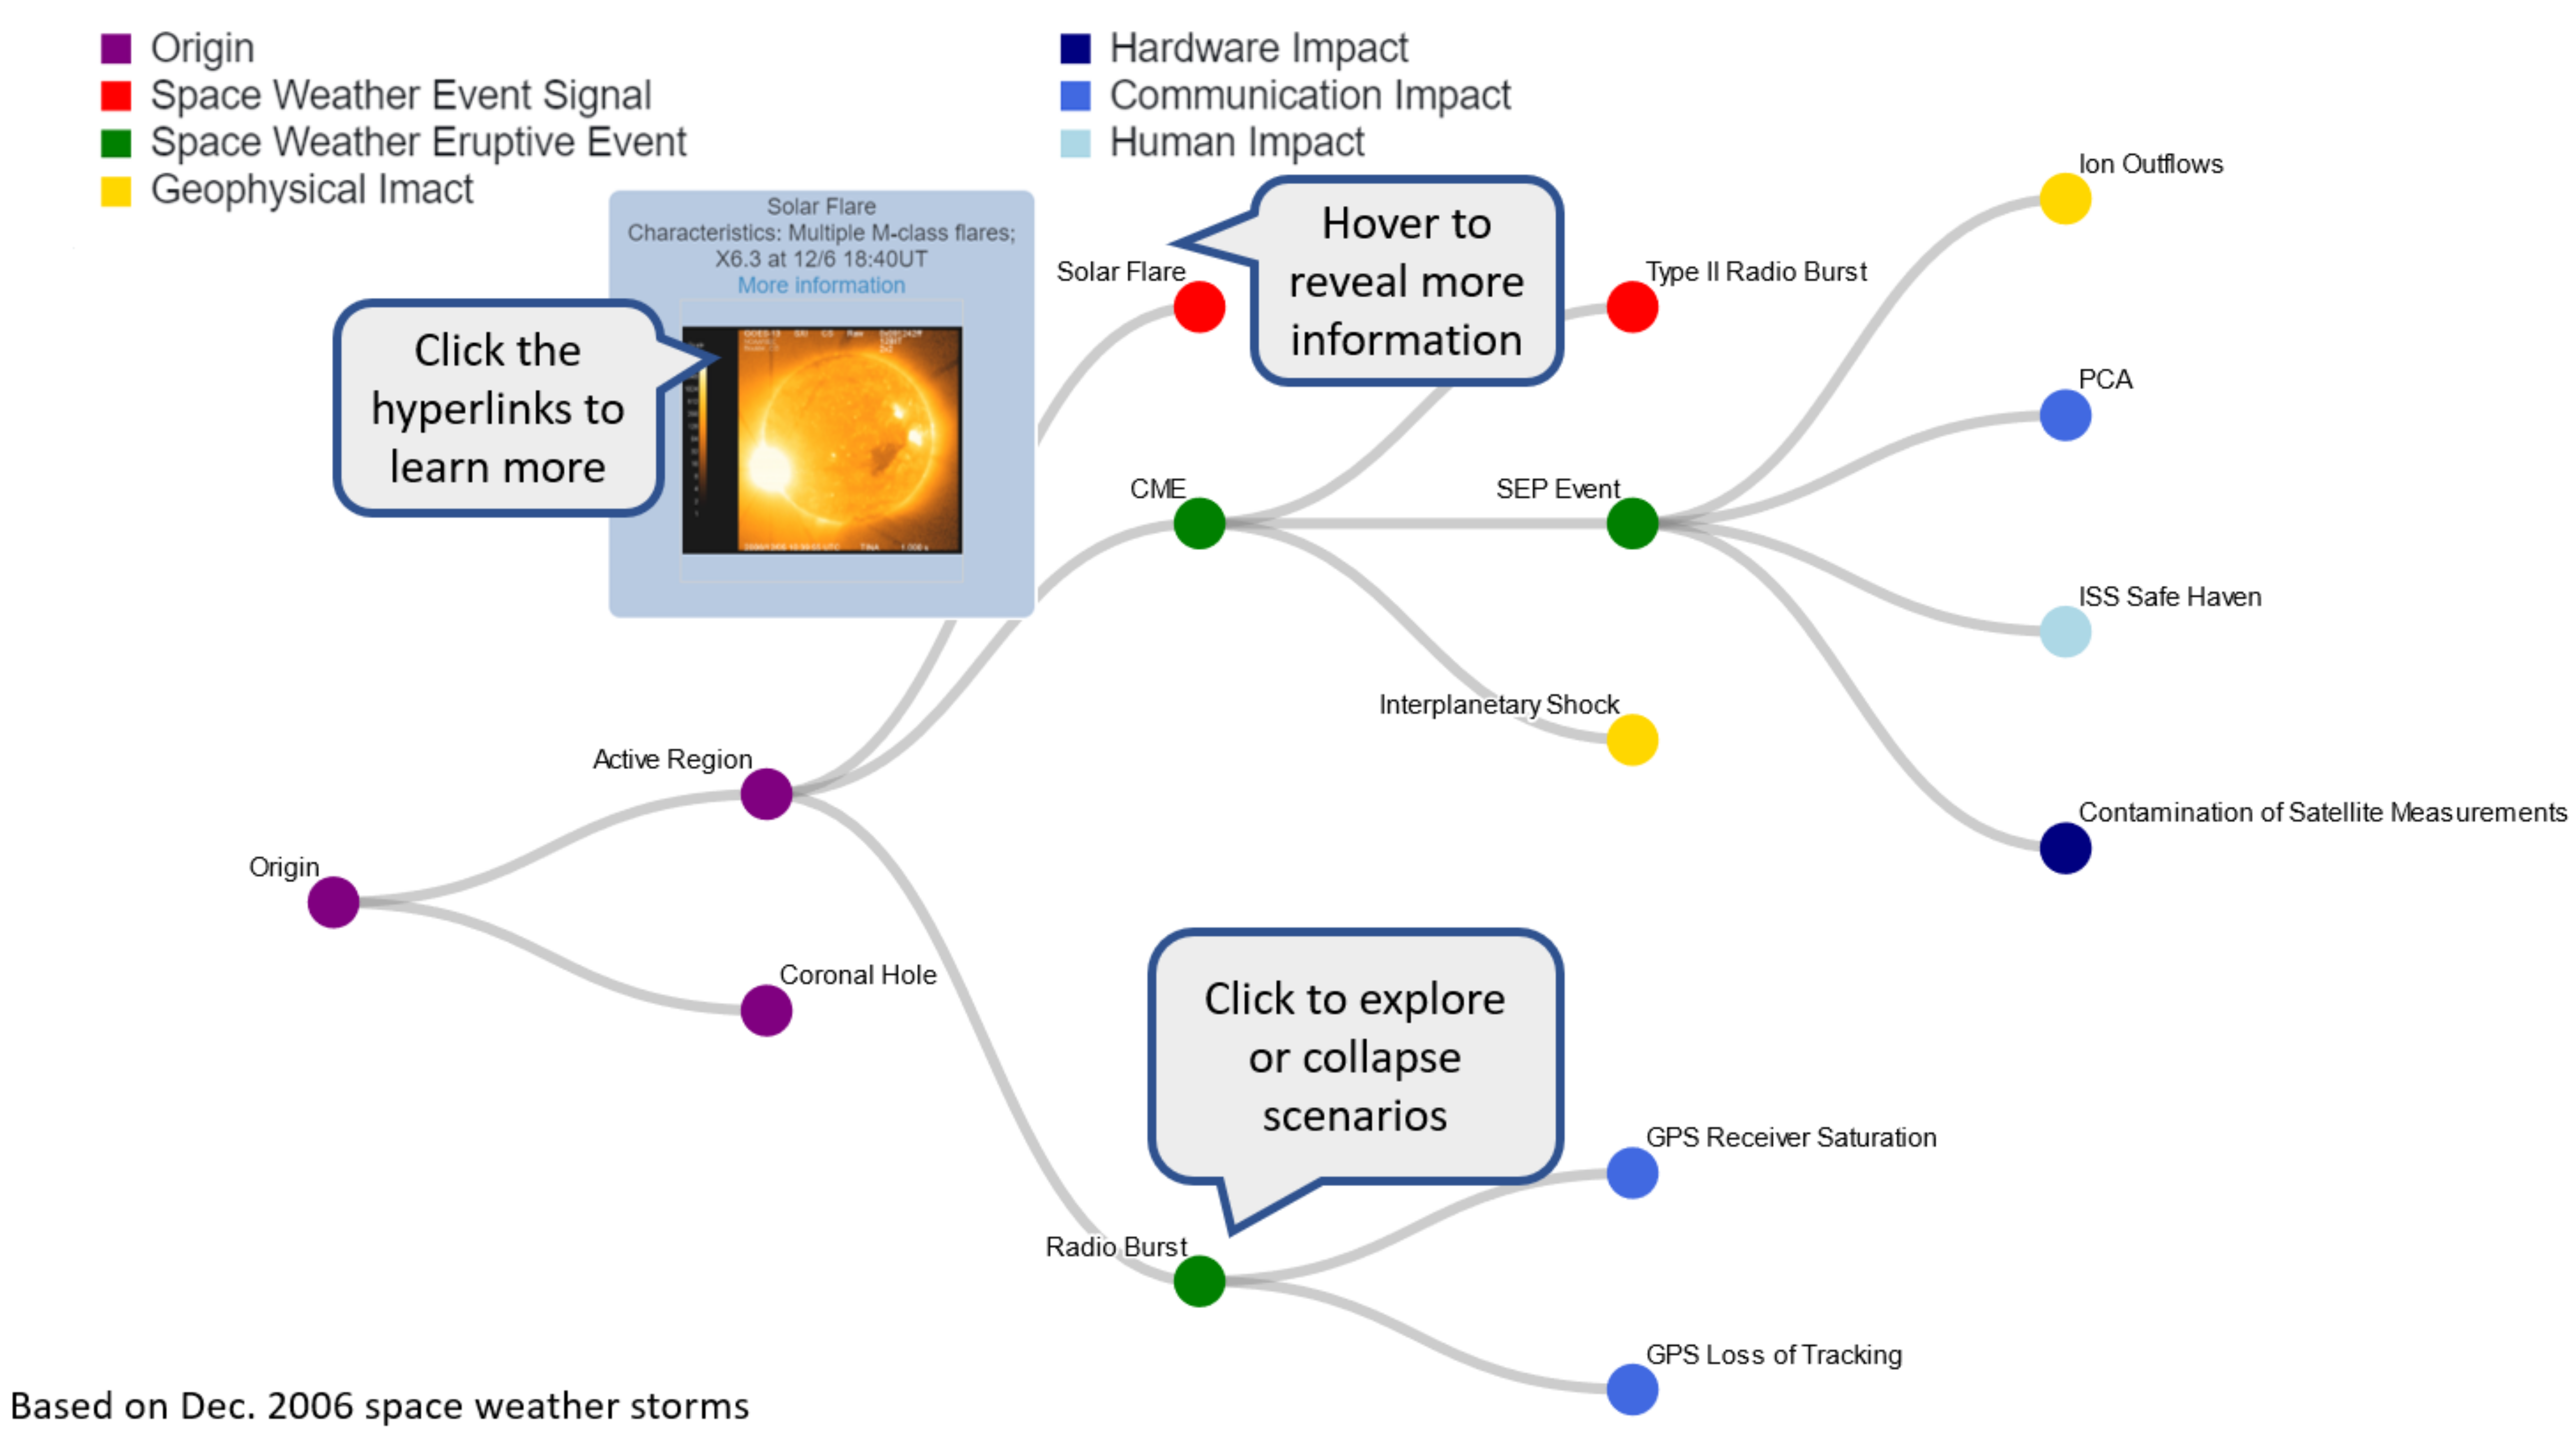 Origin
Space Weather Event Signal
Space Weather Eruptive Event
Geophysical Imact
Hardware Impact
Communication Impact
Human Impact
Solar Flare
Characteristics: Multiple M-class flares;
X6.3 at 12/6 18:40UT
More information
Click the
hyperlinks to
learn more
Hover to
reveal more
information
Solar Flare
Type II Radio Burst
Ion Outflows
PCA
CME
SEP Event
ISS Safe Haven
Interplanetary Shock
Active Region
Contamination of Satellite Measurements
Origin
Coronal Hole
Click to explore
or collapse
scenarios
GPS Receiver Saturation
Radio Burst
GPS Loss of Tracking
Based on Dec. 2006 space weather storms